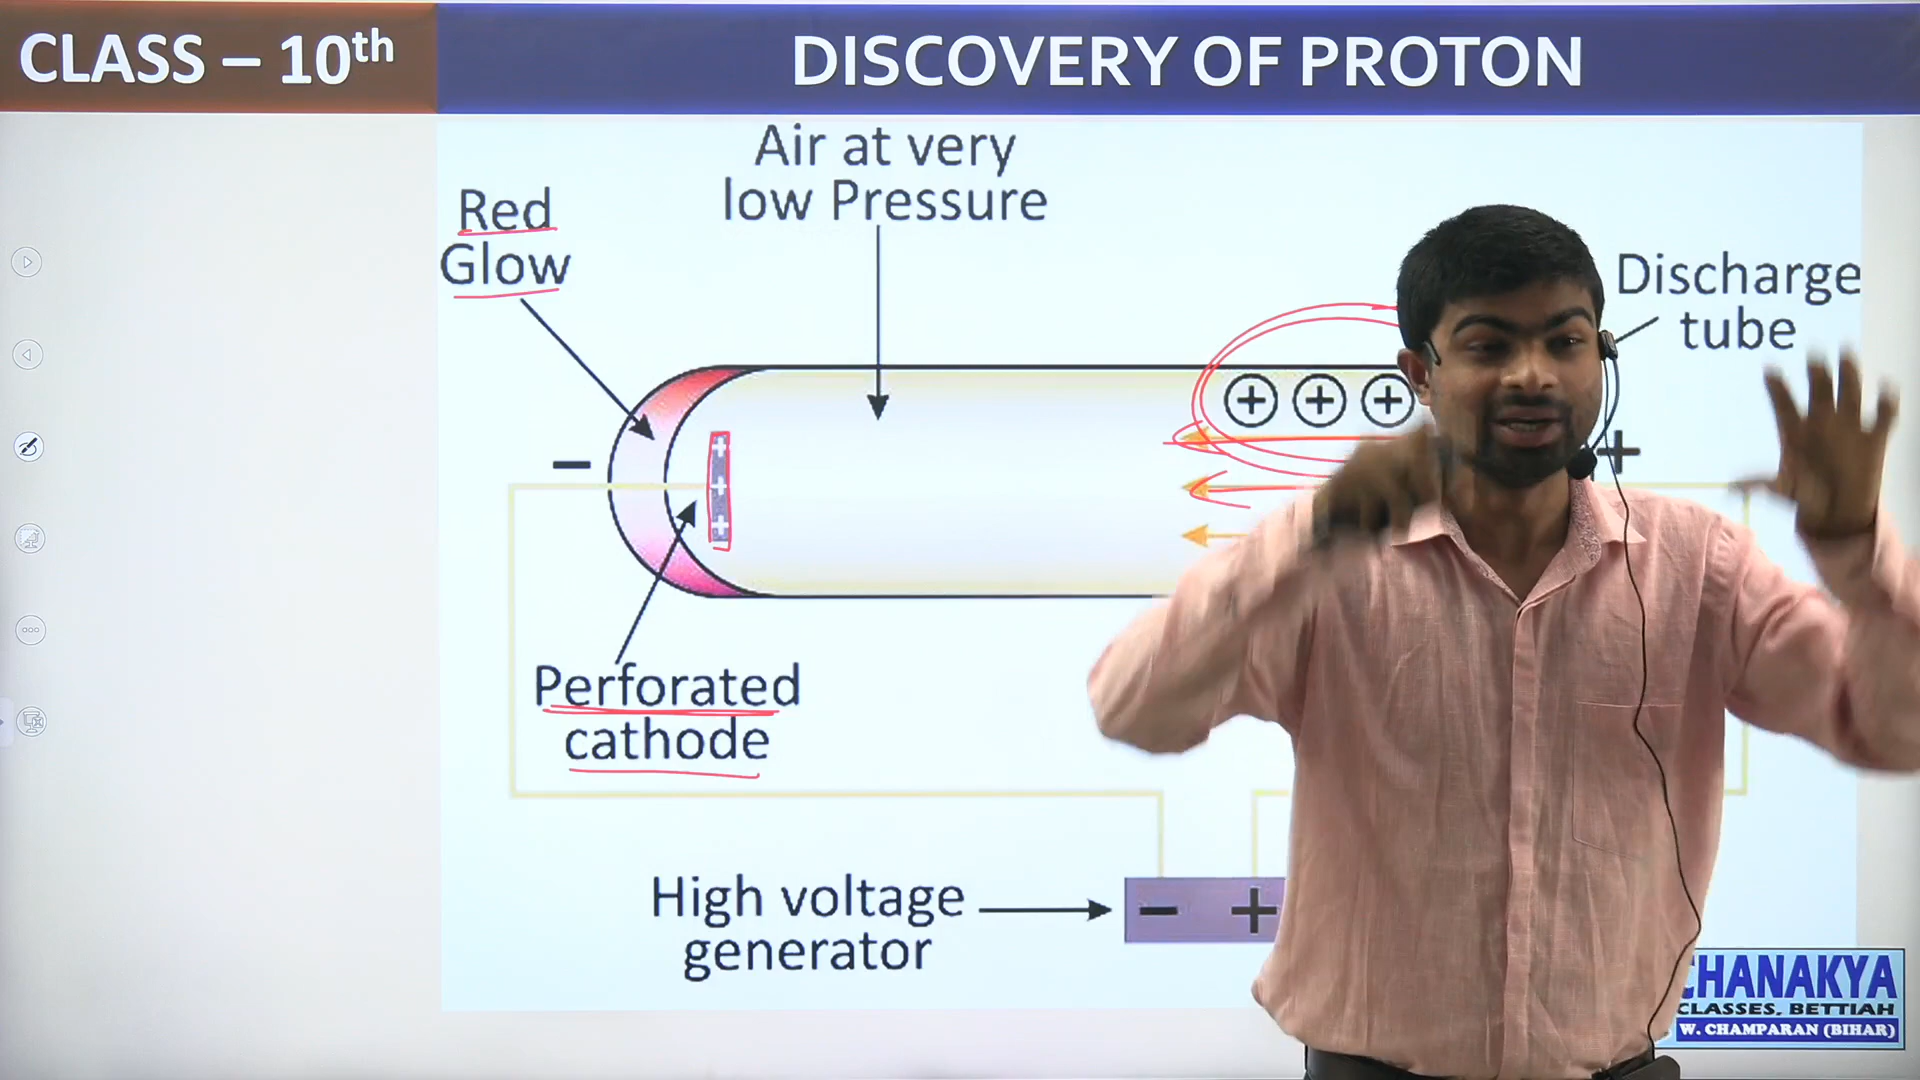 CLASS – 10th
DISCOVERY OF PROTON
Air at very
low Pressure
Red
Glow
Discharge
tube
+ + +
–
+
+
+
+
Perforated
cathode
High voltage
generator
– +
CHANAKYA
CLASSES, BETTIAH
W. CHAMPARAN (BIHAR)